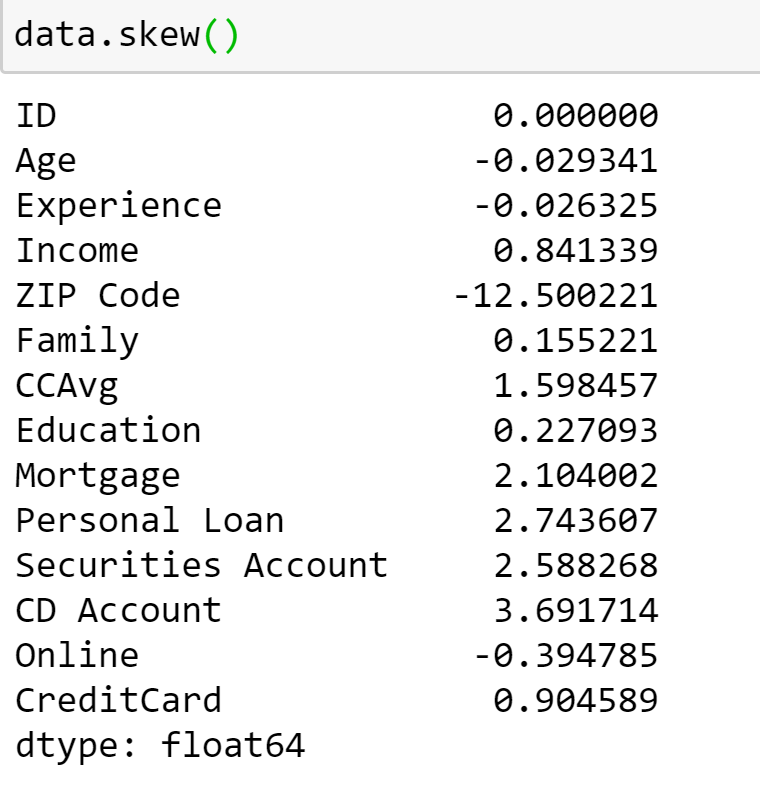 data.skew()
ID 0.000000
Age -0.029341
Experience -0.026325
Income 0.841339
ZIP Code -12.500221
Family 0.155221
CCAvg 1.598457
Education 0.227093
Mortgage 2.104002
Personal Loan 2.743607
Securities Account 2.588268
CD Account 3.691714
Online -0.394785
CreditCard 0.904589
dtype: float64